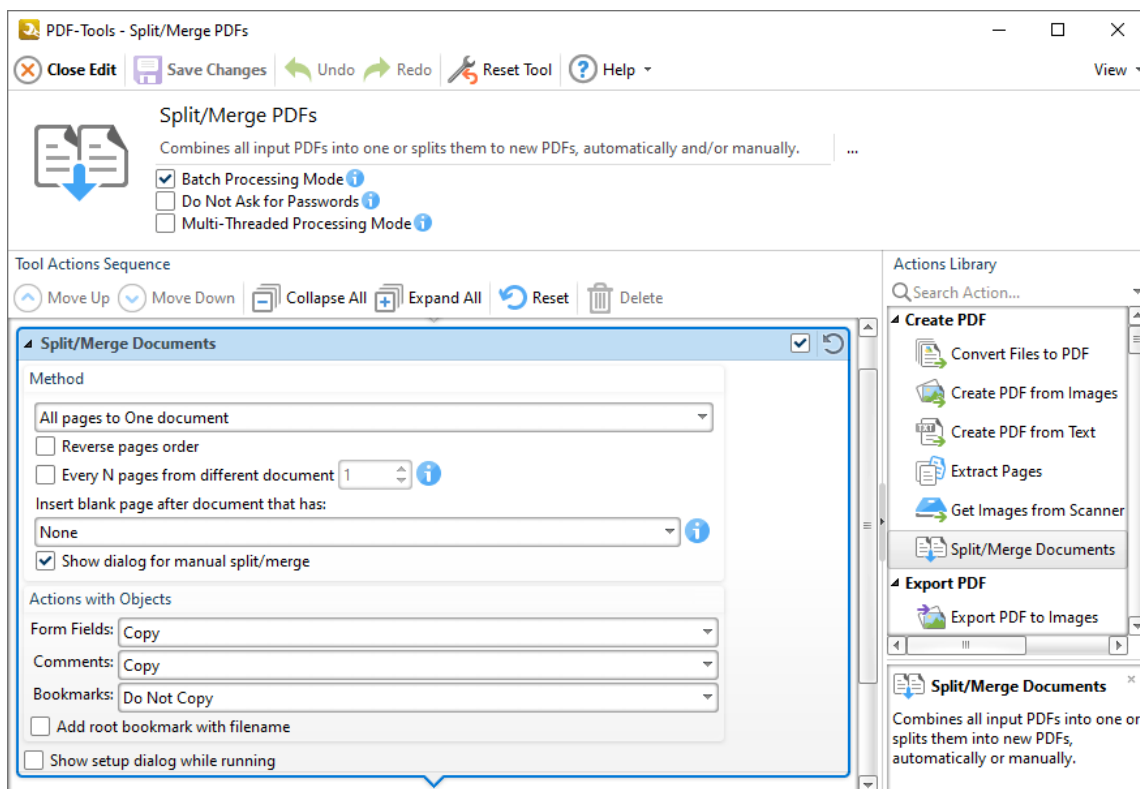 PDF-Tools - Split/Merge PDFs
Close Edit Save Changes Undo Redo Reset Tool ? Help View
Split/Merge PDFs
Combines all input PDFs into one or splits them to new PDFs, automatically and/or manually. ...
Batch Processing Mode i
Do Not Ask for Passwords i
Multi-Threaded Processing Mode i
Tool Actions Sequence
Move Up Move Down Collapse All Expand All Reset Delete
Split/Merge Documents
Method
All pages to One document
Reverse pages order
Every N pages from different document 1 i
Insert blank page after document that has:
None i
Show dialog for manual split/merge
Actions with Objects
Form Fields: Copy
Comments: Copy
Bookmarks: Do Not Copy
Add root bookmark with filename
Show setup dialog while running
Actions Library
Search Action...
Create PDF
Convert Files to PDF
Create PDF from Images
TXT Create PDF from Text
Extract Pages
Get Images from Scanner
Split/Merge Documents
Export PDF
Export PDF to Images
Split/Merge Documents
Combines all input PDFs into one or
splits them into new PDFs,
automatically or manually.